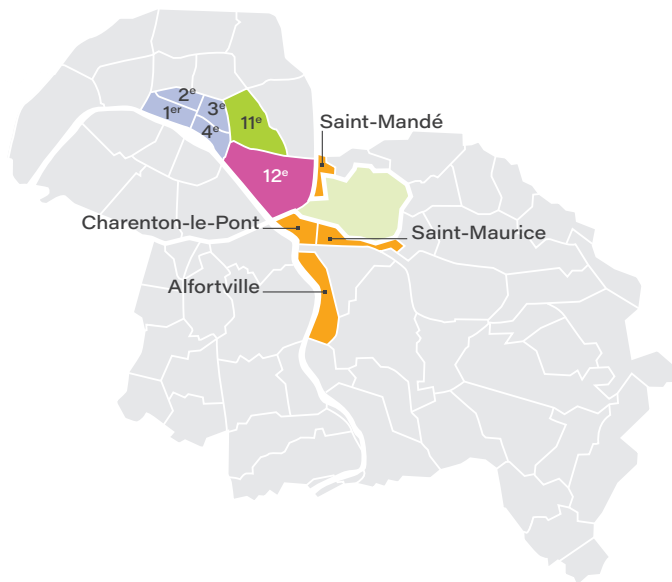 2ᵉ
3ᵉ
1ᵉʳ
11ᵉ
4ᵉ
Saint-Mandé
12ᵉ
Charenton-le-Pont
Saint-Maurice
Alfortville